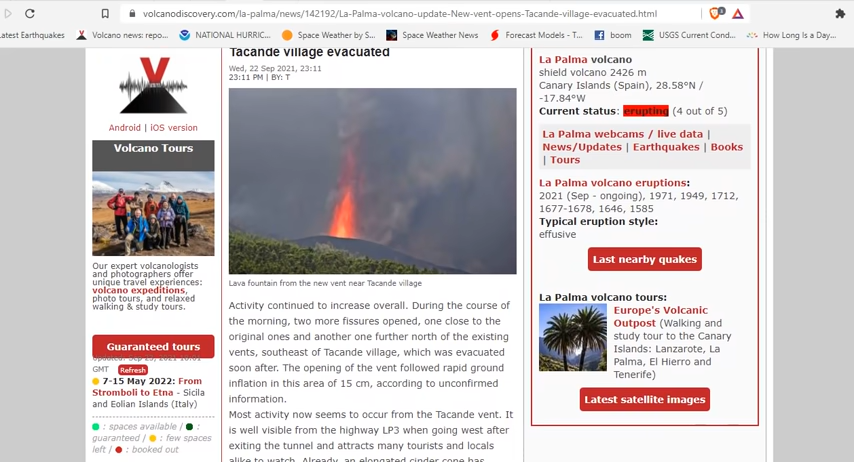 volcanodiscovery.com/la-palma/news/142192/La-Palma-volcano-update-New-vent-opens-Tacande-village-evacuated.html
atest Earthquakes
Volcano news: repo...
NATIONAL HURRIC...
Space Weather by S...
Space Weather News
Forecast Models - T...
boom
USGS Current Cond...
How Long Is a Day...
Android | iOS version
Volcano Tours
Our expert volcanologists
and photographers offer
unique travel experiences:
volcano expeditions,
photo tours, and relaxed
walking & study tours.
Guaranteed tours
GMT Refresh
7-15 May 2022: From
Stromboli to Etna - Sicila
and Eolian Islands (Italy)
: spaces available /
guaranteed / : few spaces
left / : booked out
Tacande village evacuated
Wed, 22 Sep 2021, 23:11
23:11 PM | BY: T
Lava fountain from the new vent near Tacande village
Activity continued to increase overall. During the course of
the morning, two more fissures opened, one close to the
original ones and another one further north of the existing
vents, southeast of Tacande village, which was evacuated
soon after. The opening of the vent followed rapid ground
inflation in this area of 15 cm, according to unconfirmed
information.
Most activity now seems to occur from the Tacande vent. It
is well visible from the highway LP3 when going west after
exiting the tunnel and attracts many tourists and locals
alike to watch. Already, an elongated cinder cone has
La Palma volcano
shield volcano 2426 m
Canary Islands (Spain), 28.58°N /
-17.84°W
Current status: erupting (4 out of 5)
La Palma webcams / live data |
News/Updates | Earthquakes | Books
| Tours
La Palma volcano eruptions:
2021 (Sep - ongoing), 1971, 1949, 1712,
1677-1678, 1646, 1585
Typical eruption style:
effusive
Last nearby quakes
La Palma volcano tours:
Europe's Volcanic
Outpost (Walking and
study tour to the Canary
Islands: Lanzarote, La
Palma, El Hierro and
Tenerife)
Latest satellite images